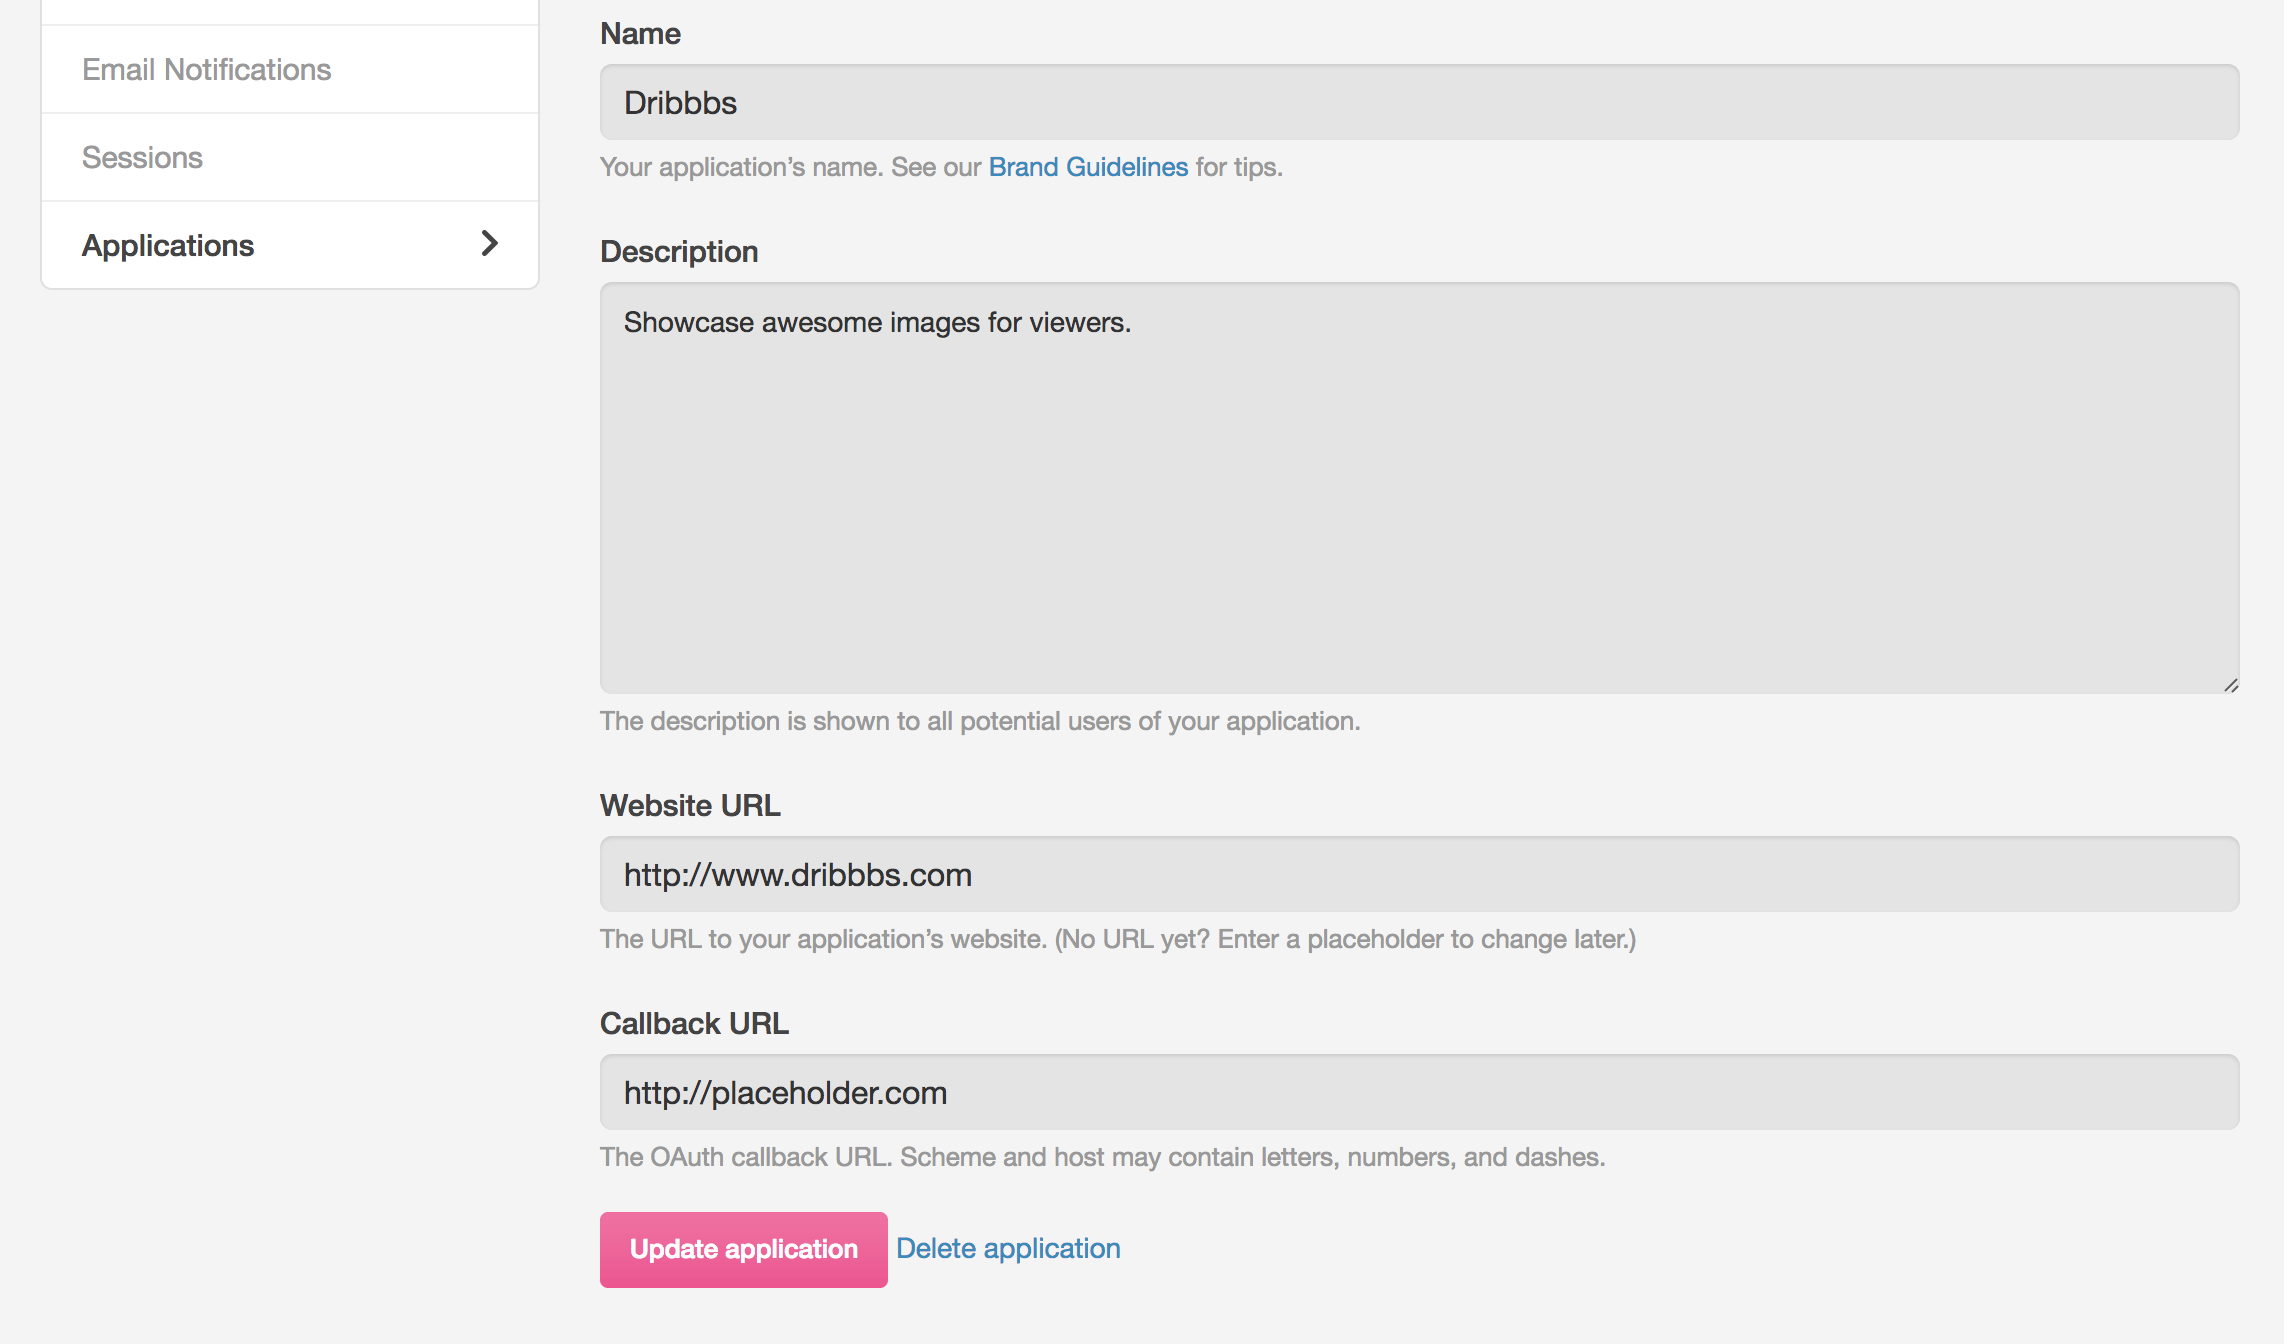 Email Notifications
Sessions
Applications
Name
Dribbbs
Your application’s name. See our Brand Guidelines for tips.
Description
Showcase awesome images for viewers.
The description is shown to all potential users of your application.
Website URL
http://www.dribbbs.com
The URL to your application’s website. (No URL yet? Enter a placeholder to change later.)
Callback URL
http://placeholder.com
The OAuth callback URL. Scheme and host may contain letters, numbers, and dashes.
Update application Delete application